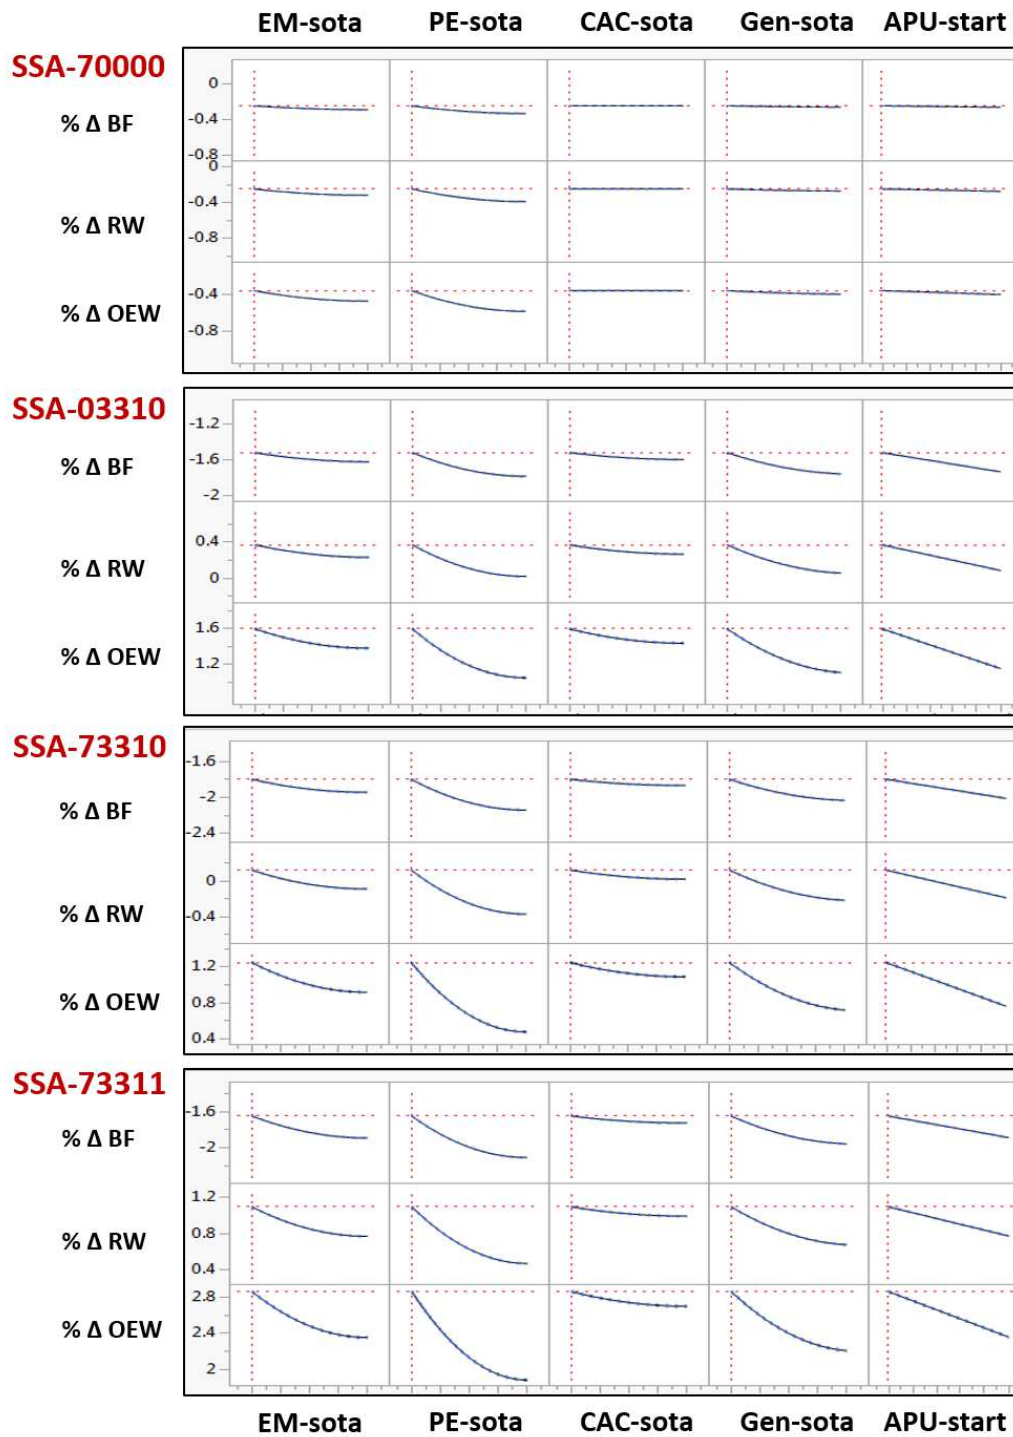 EM-sota PE-sota CAC-sota Gen-sota APU-start
SSA-70000
0
% Δ BF
-0.4
-0.8
0
% Δ RW
-0.4
-0.8
% Δ OEW
-0.4
-0.8
SSA-03310
-1.2
% Δ BF
-1.6
-2
% Δ RW
0.4
0
% Δ OEW
1.6
1.2
SSA-73310
-1.6
% Δ BF
-2
-2.4
% Δ RW
0
-0.4
% Δ OEW
1.2
0.8
0.4
SSA-73311
-1.6
% Δ BF
-2
% Δ RW
1.2
0.8
0.4
% Δ OEW
2.8
2.4
2
EM-sota PE-sota CAC-sota Gen-sota APU-start